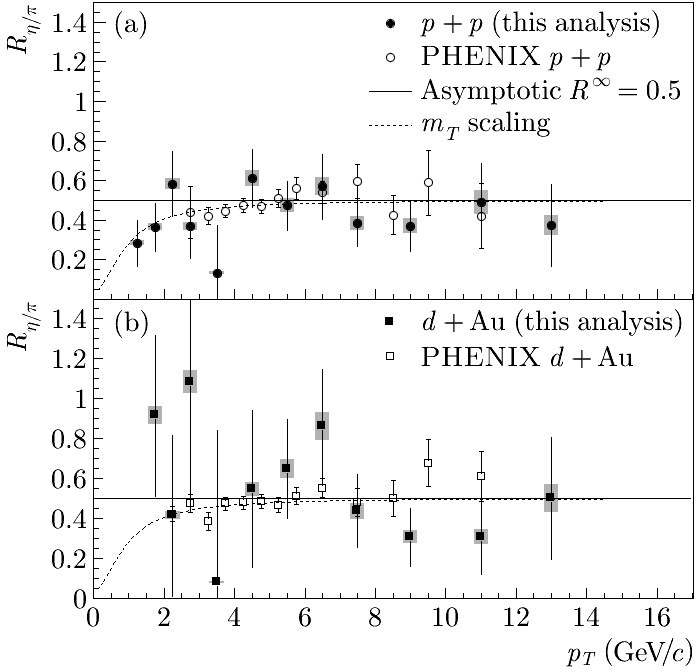 R_{η/π}
1.4
1.2
1
0.8
0.6
0.4
0.2
(a)
p + p (this analysis)
PHENIX p + p
Asymptotic R^∞ = 0.5
m_T scaling
R_{η/π}
1.4
1.2
1
0.8
0.6
0.4
0.2
0
(b)
d + Au (this analysis)
PHENIX d + Au
0 2 4 6 8 10 12 14 16
p_T (GeV/c)